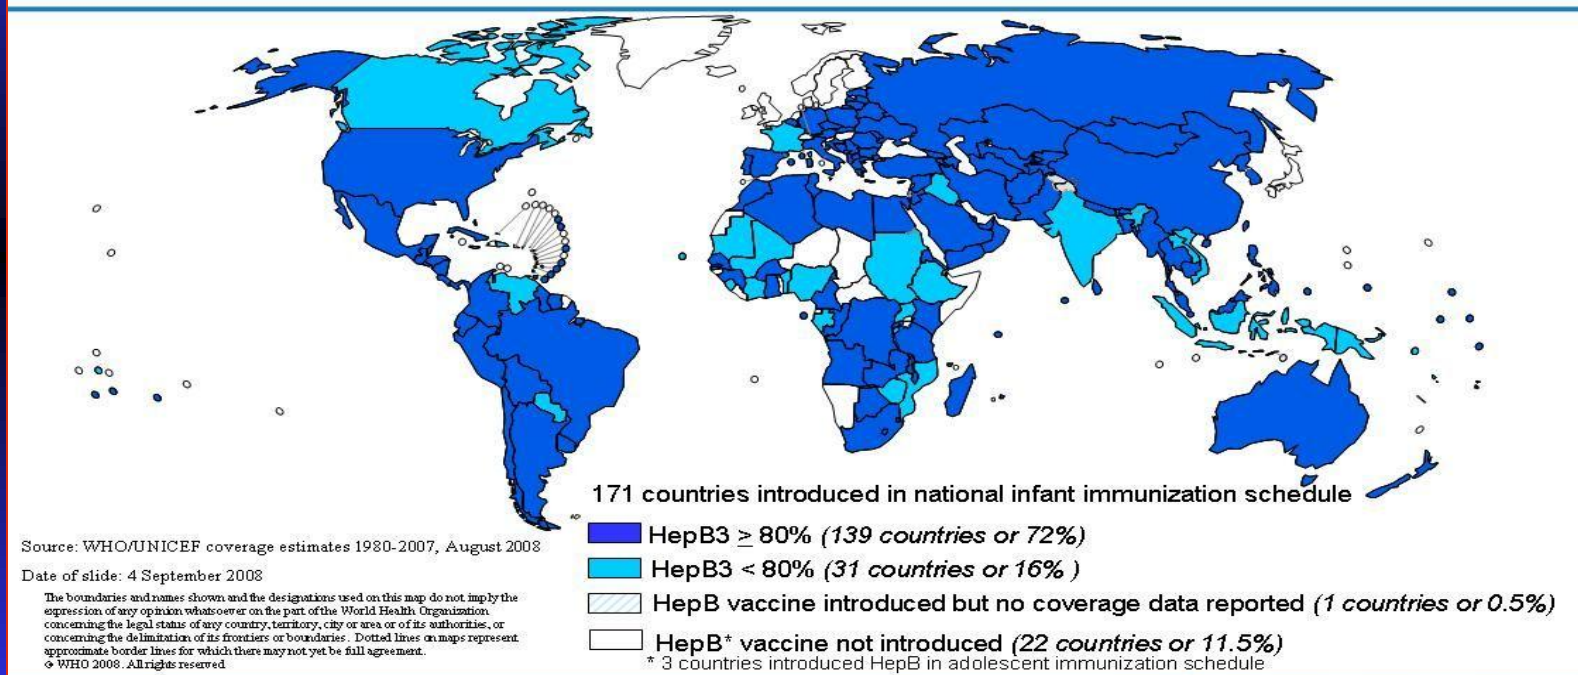 171 countries introduced in national infant immunization schedule
HepB3 ≥ 80% (139 countries or 72%)
HepB3 < 80% (31 countries or 16% )
HepB vaccine introduced but no coverage data reported (1 countries or 0.5%)
HepB* vaccine not introduced (22 countries or 11.5%)
* 3 countries introduced HepB in adolescent immunization schedule
Source: WHO/UNICEF coverage estimates 1980-2007, August 2008
Date of slide: 4 September 2008
The boundaries and names shown and the designations used on this map do not imply the
expression of any opinion whatsoever on the part of the World Health Organization
concerning the legal status of any country, territory, city or area or of its authorities, or
concerning the delimitation of its frontiers or boundaries. Dotted lines on maps represent
approximate border lines for which there may not yet be full agreement.
© WHO 2008. All rights reserved